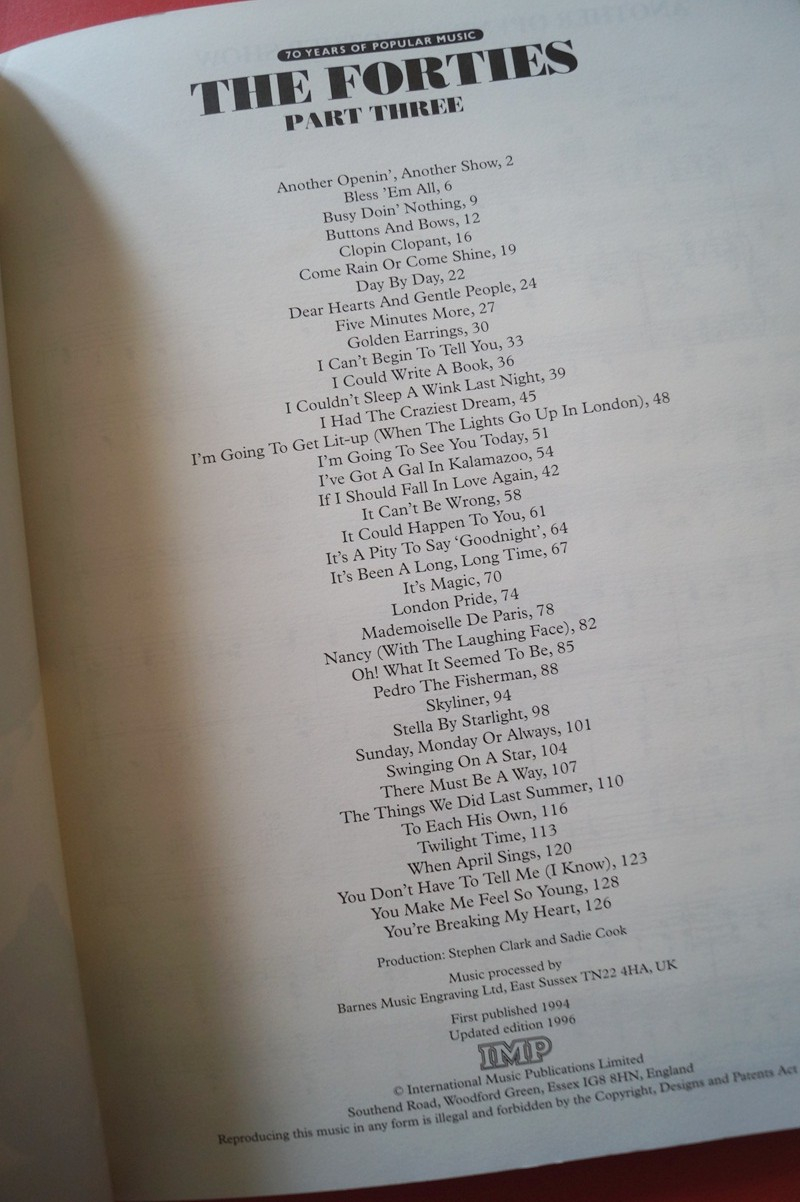 70 YEARS OF POPULAR MUSIC
THE FORTIES
PART THREE
Another Openin', Another Show, 2
Bless 'Em All, 6
Busy Doin' Nothing, 9
Buttons And Bows, 12
Clopin Clopant, 16
Come Rain Or Come Shine, 19
Day By Day, 22
Dear Hearts And Gentle People, 24
Five Minutes More, 27
Golden Earrings, 30
I Can't Begin To Tell You, 33
I Could Write A Book, 36
I Couldn't Sleep A Wink Last Night, 39
I Had The Craziest Dream, 45
I'm Going To Get Lit-up (When The Lights Go Up In London), 48
I'm Going To See You Today, 51
I've Got A Gal In Kalamazoo, 54
If I Should Fall In Love Again, 42
It Can't Be Wrong, 58
It Could Happen To You, 61
It's A Pity To Say 'Goodnight', 64
It's Been A Long, Long Time, 67
It's Magic, 70
London Pride, 74
Mademoiselle De Paris, 78
Nancy (With The Laughing Face), 82
Oh! What It Seemed To Be, 85
Pedro The Fisherman, 88
Skyliner, 94
Stella By Starlight, 98
Sunday, Monday Or Always, 101
Swinging On A Star, 104
There Must Be A Way, 107
The Things We Did Last Summer, 110
To Each His Own, 116
Twilight Time, 113
When April Sings, 120
You Don't Have To Tell Me (I Know), 123
You Make Me Feel So Young, 128
You're Breaking My Heart, 126
Production: Stephen Clark and Sadie Cook
Music processed by
Barnes Music Engraving Ltd, East Sussex TN22 4HA, UK
First published 1994
Updated edition 1996
IMP
© International Music Publications Limited
Southend Road, Woodford Green, Essex IG8 8HN, England
Reproducing this music in any form is illegal and forbidden by the Copyright, Designs and Patents Act